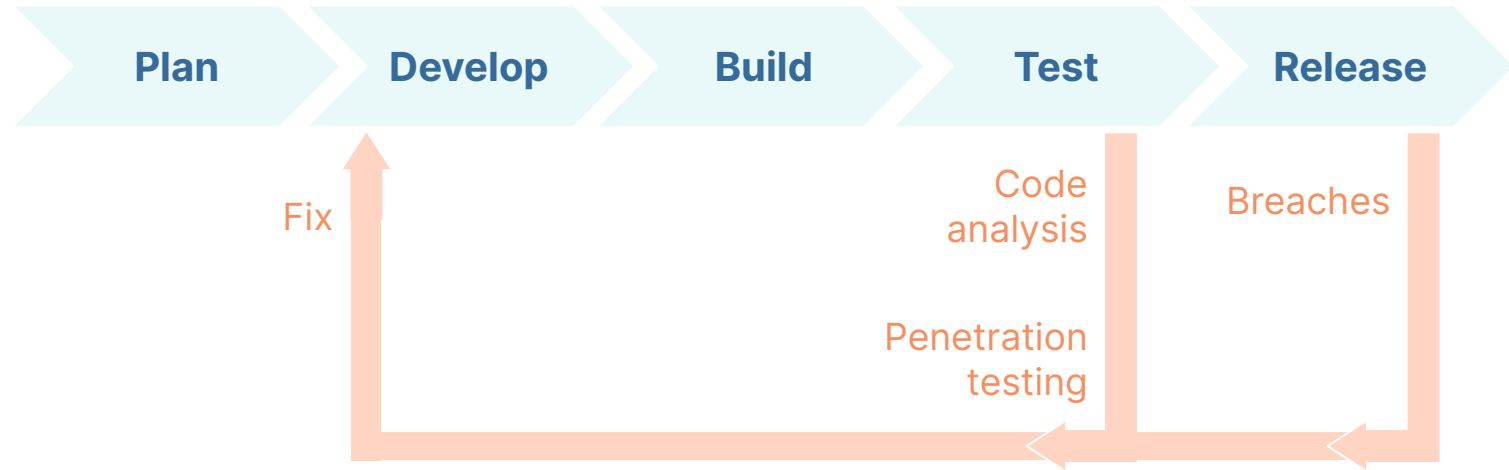 Plan
Develop
Build
Test
Release
Fix
Code
analysis
Breaches
Penetration
testing